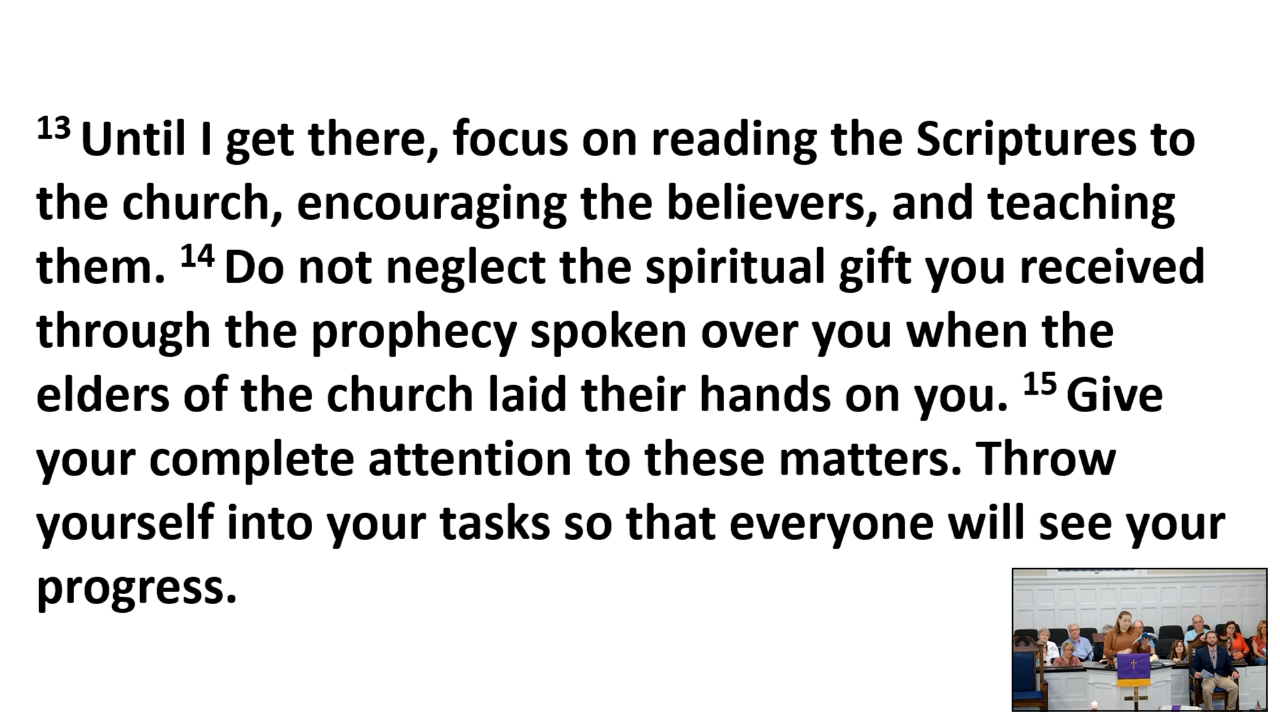 13 Until I get there, focus on reading the Scriptures to
the church, encouraging the believers, and teaching
them. 14 Do not neglect the spiritual gift you received
through the prophecy spoken over you when the
elders of the church laid their hands on you. 15 Give
your complete attention to these matters. Throw
yourself into your tasks so that everyone will see your
progress.